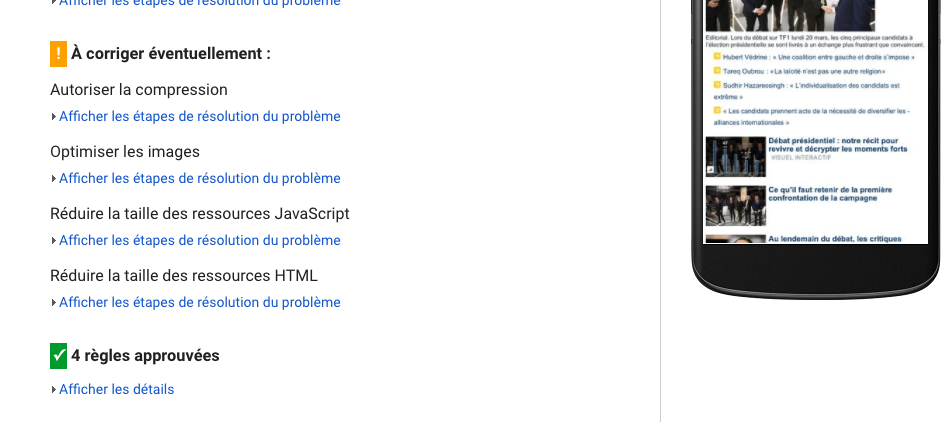 Afficher les étapes de résolution du problème
! À corriger éventuellement :
Autoriser la compression
Afficher les étapes de résolution du problème
Optimiser les images
Afficher les étapes de résolution du problème
Réduire la taille des ressources JavaScript
Afficher les étapes de résolution du problème
Réduire la taille des ressources HTML
Afficher les étapes de résolution du problème
4 règles approuvées
Afficher les détails
Editorial. Lors du débat sur TF1 lundi 20 mars, les cinq principaux candidats à
l'élection présidentielle se sont livrés à un échange plus frustrant que convaincant.
Hubert Védrine : « Une coalition entre gauche et droite s'impose »
Tareq Oubrou : «La laïcité n'est pas une autre religion»
Sudhir Hazareesingh : « L'individualisation des candidats est
extrême »
« Les candidats prennent acte de la nécessité de diversifier les
alliances internationales »
Débat présidentiel : notre récit pour
revivre et décrypter les moments forts
VISUEL INTERACTIF
Ce qu'il faut retenir de la première
confrontation de la campagne
Au lendemain du débat, les critiques